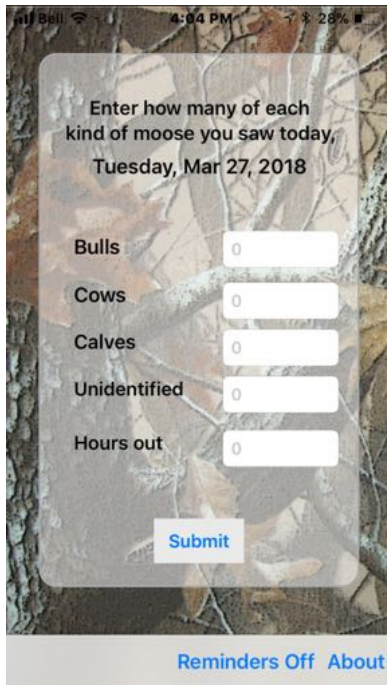 Bell 4:04 PM 28%
Enter how many of each
kind of moose you saw today,
Tuesday, Mar 27, 2018
Bulls 0
Cows 0
Calves 0
Unidentified 0
Hours out 0
Submit
Reminders Off About